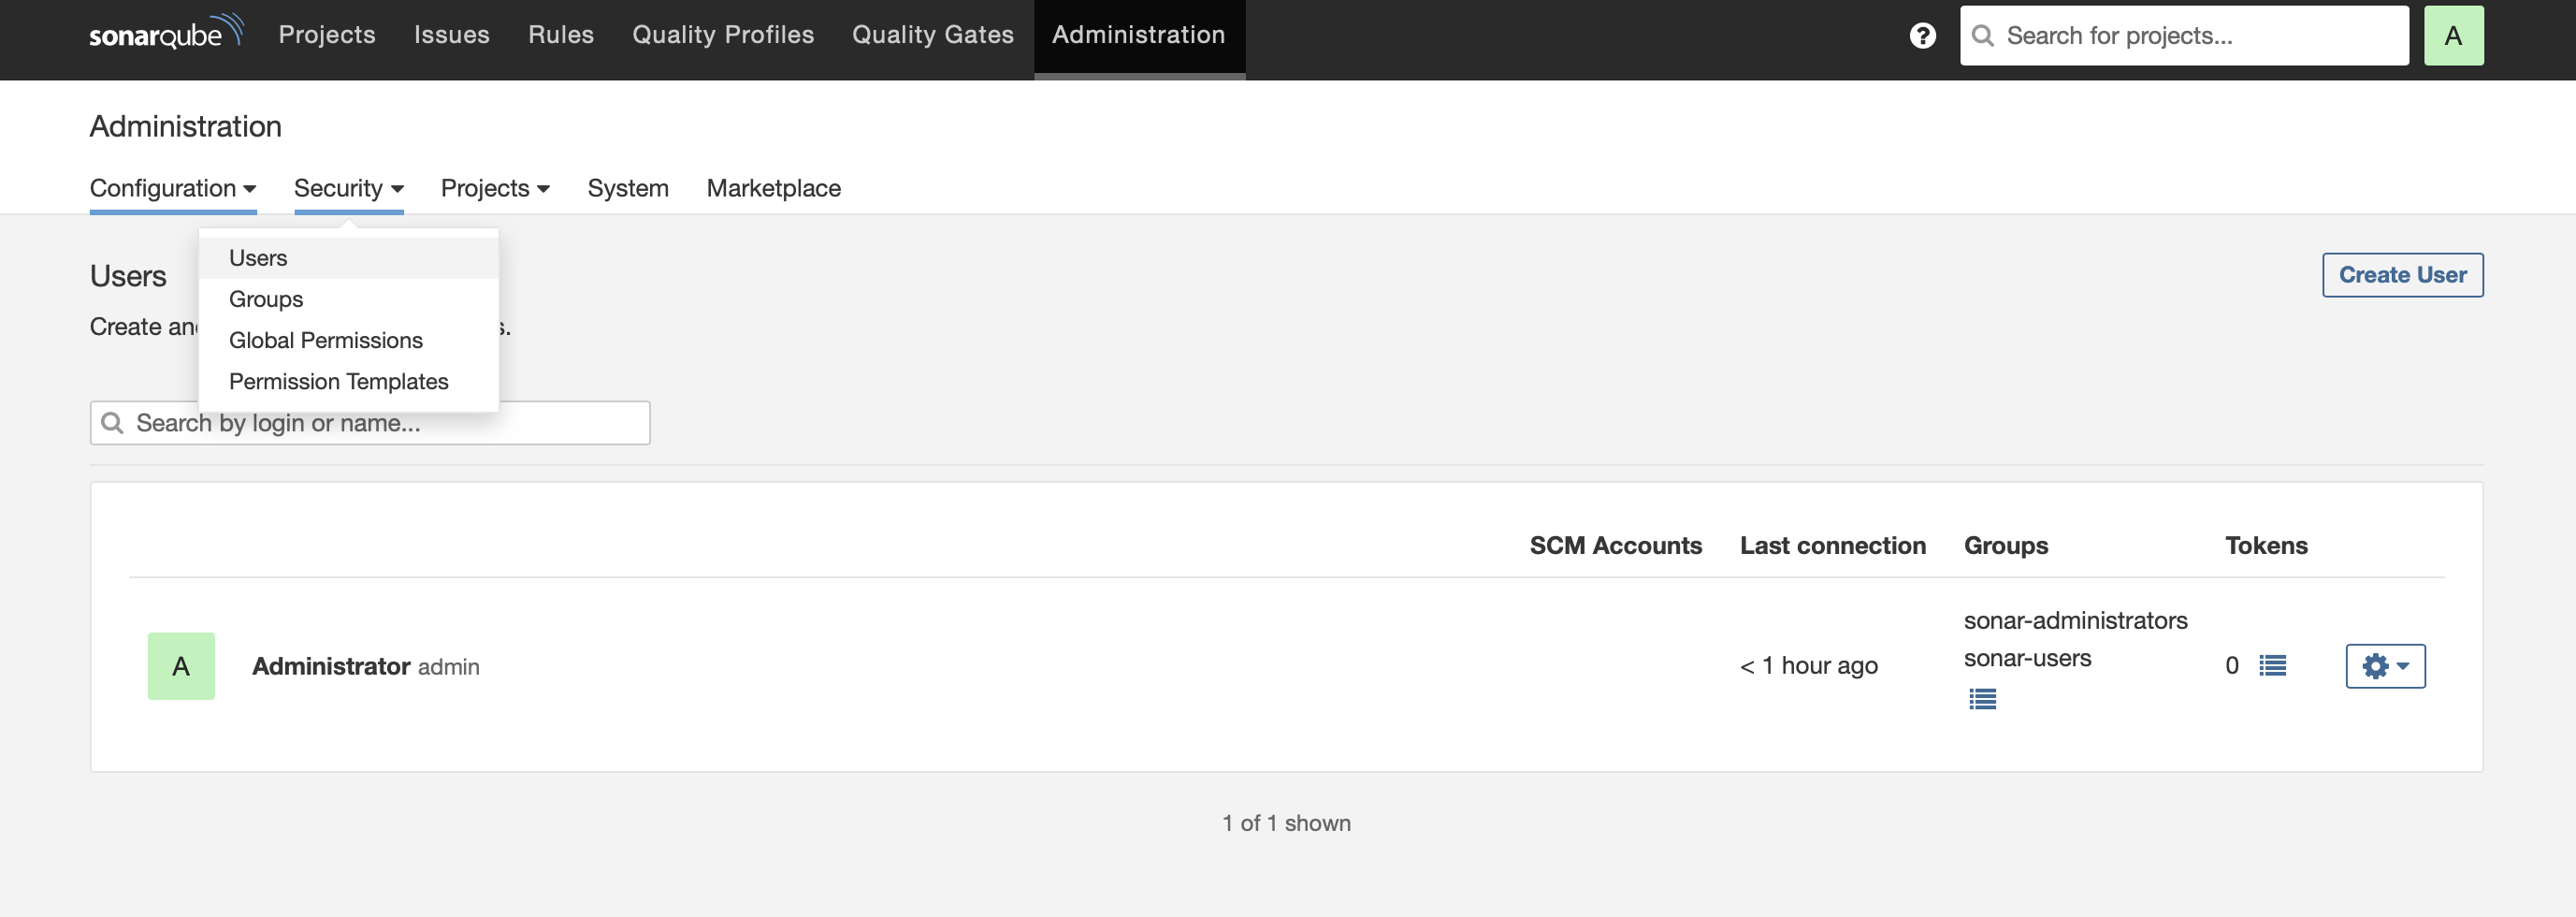 sonarqube Projects Issues Rules Quality Profiles Quality Gates Administration ? Search for projects... A
Administration
Configuration Security Projects System Marketplace
Users
Groups
Global Permissions
Permission Templates
Users
Create User
Create an s.
Search by login or name...
SCM Accounts Last connection Groups Tokens
A Administrator admin < 1 hour ago sonar-administrators
sonar-users
0
1 of 1 shown